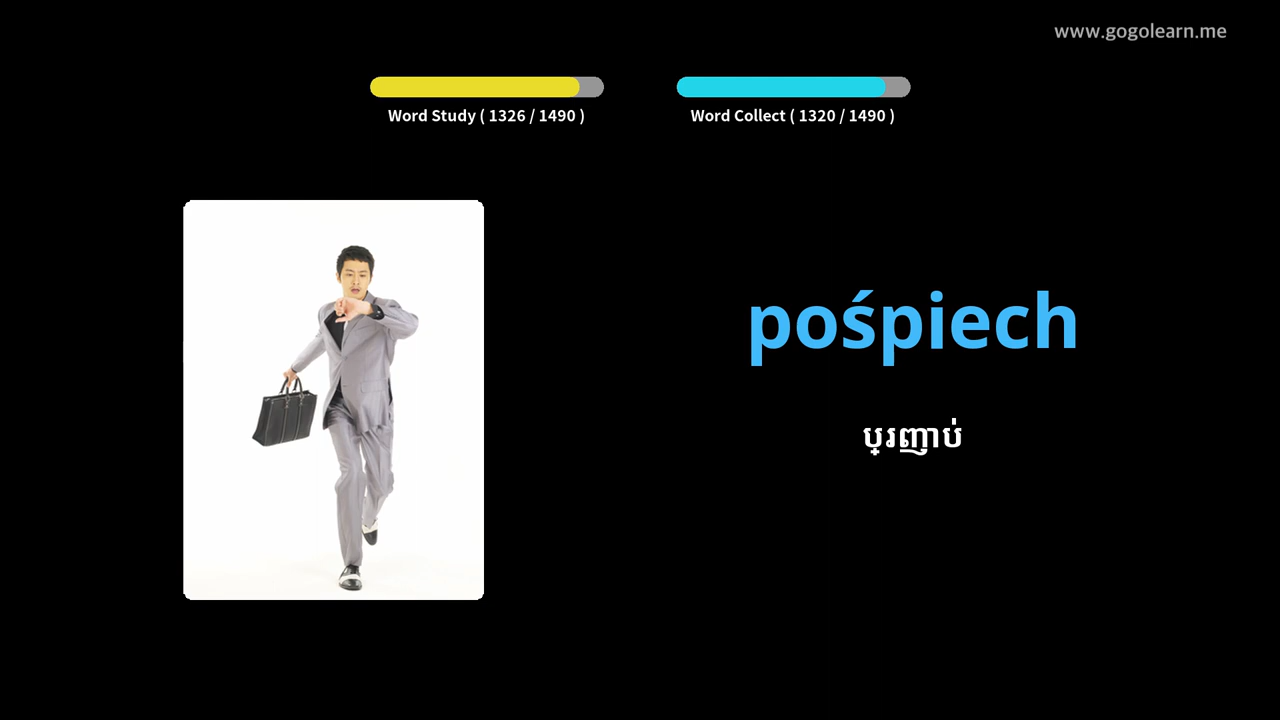 www.gogolearn.me
Word Study ( 1326 / 1490 )
Word Collect ( 1320 / 1490 )
pośpiech
ប្រញាប់